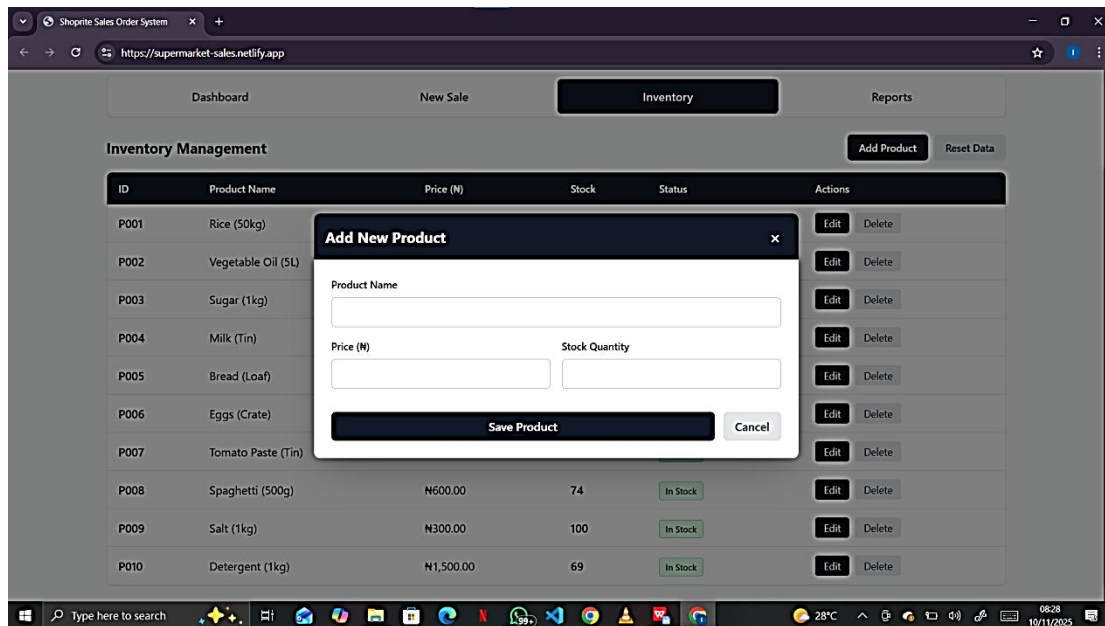 Shoprite Sales Order System
https://supermarket-sales.netlify.app
Dashboard New Sale Inventory Reports
Inventory Management Add Product Reset Data
ID Product Name Price (₦) Stock Status Actions
P001 Rice (50kg) Edit Delete
Add New Product
P002 Vegetable Oil (5L) Edit Delete
Product Name
P003 Sugar (1kg) Edit Delete
P004 Milk (Tin) Edit Delete
Price (₦) Stock Quantity
P005 Bread (Loaf) Edit Delete
P006 Eggs (Crate) Edit Delete
Save Product Cancel
P007 Tomato Paste (Tin) Edit Delete
P008 Spaghetti (500g) ₦600.00 74 In Stock Edit Delete
P009 Salt (1kg) ₦300.00 100 In Stock Edit Delete
P010 Detergent (1kg) ₦1,500.00 69 In Stock Edit Delete
Type here to search 99+ 28°C 08:28
10/11/2025